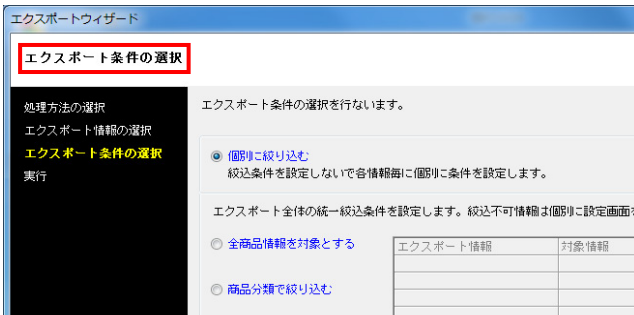 エクスポートウィザード
エクスポート条件の選択
処理方法の選択
エクスポート情報の選択
エクスポート条件の選択
実行
エクスポート条件の選択を行ないます。
個別に絞り込む
絞込条件を設定しないで各情報毎に個別に条件を設定します。
エクスポート全体の統一絞込条件を設定します。絞込不可情報は個別に設定画面
全商品情報を対象とする
エクスポート情報 対象情報
商品分類で絞り込む